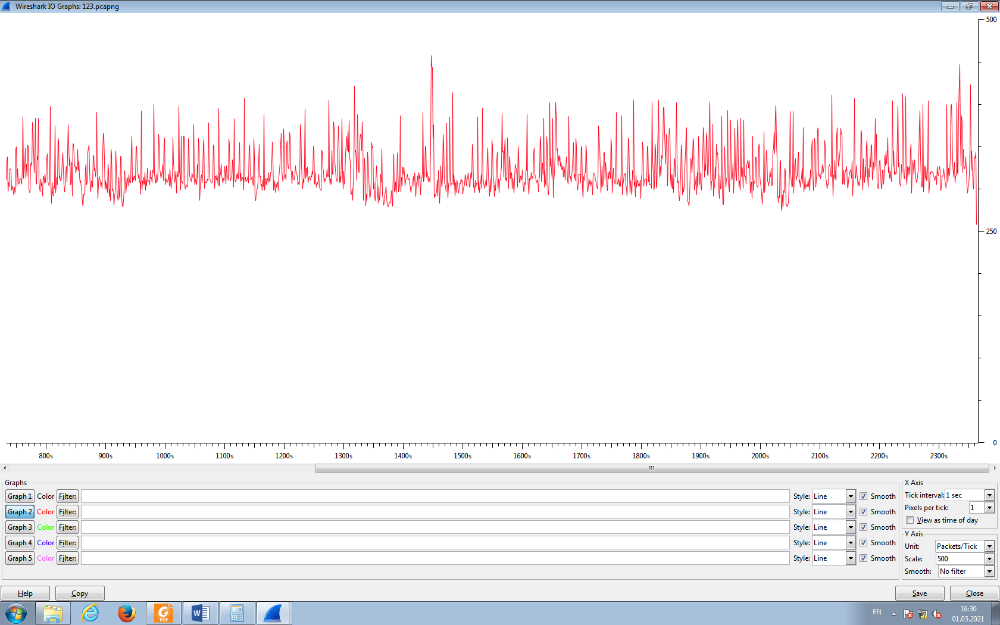 Wireshark IO Graphs: 123.pcapng
500
250
0
800s 900s 1000s 1100s 1200s 1300s 1400s 1500s 1600s 1700s 1800s 1900s 2000s 2100s 2200s 2300s
Graphs
Graph 1 Color Filter: Style: Line Smooth
Graph 2 Color Filter: Style: Line Smooth
Graph 3 Color Filter: Style: Line Smooth
Graph 4 Color Filter: Style: Line Smooth
Graph 5 Color Filter: Style: Line Smooth
X Axis
Tick interval: 1 sec
Pixels per tick: 1
View as time of day
Y Axis
Unit: Packets/Tick
Scale: 500
Smooth: No filter
Help Copy Save Close
PDF
W
EN
16:30
01.03.2021